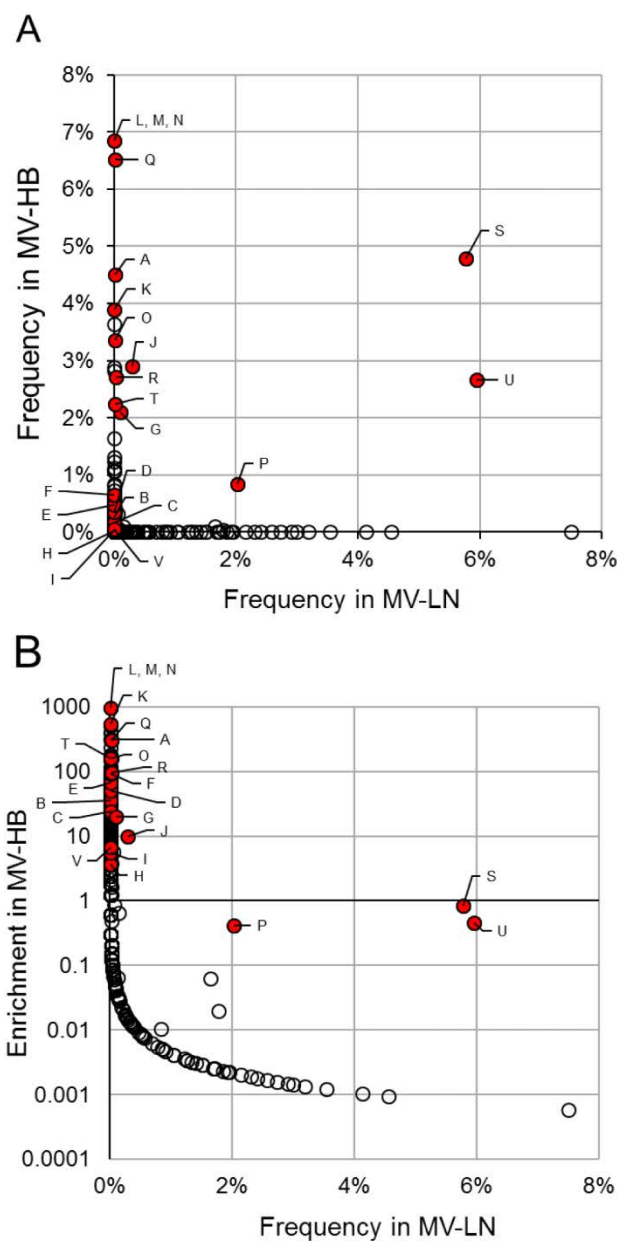 A
8%
7%
6%
5%
4%
3%
2%
1%
0%
Frequency in MV-HB
L, M, N
Q
A
K
O
J
R
T
G
S
U
P
D
F
B
E
C
H
V
I
0%
2%
4%
6%
8%
Frequency in MV-LN
B
1000
100
10
1
0.1
0.01
0.001
0.0001
Enrichment in MV-HB
L, M, N
K
Q
T
A
O
R
E
F
B
D
C
G
J
V
I
H
S
P
U
0%
2%
4%
6%
8%
Frequency in MV-LN